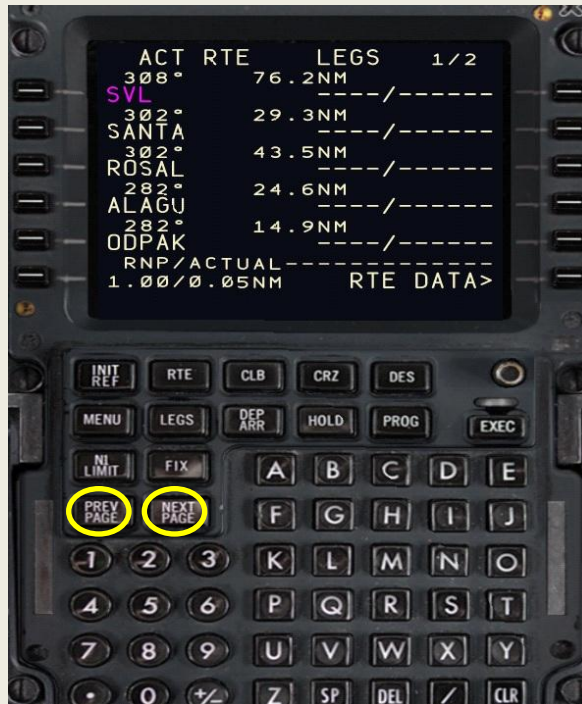 ACT RTE LEGS 1/2
308° 76.2NM
SVL ----/------
302° 29.3NM
SANTA ----/------
302° 43.5NM
ROSAL ----/------
282° 24.6NM
ALAGU ----/------
282° 14.9NM
ODPAK ----/------
RNP/ACTUAL-------------
1.00/0.05NM RTE DATA>
INIT REF RTE CLB CRZ DES
MENU LEGS DEP ARR HOLD PROG EXEC
N1 LIMIT FIX A B C D E
PREV PAGE NEXT PAGE F G H I J
1 2 3 K L M N O
4 5 6 P Q R S T
7 8 9 U V W X Y
. 0 +/- Z SP DEL / CLR